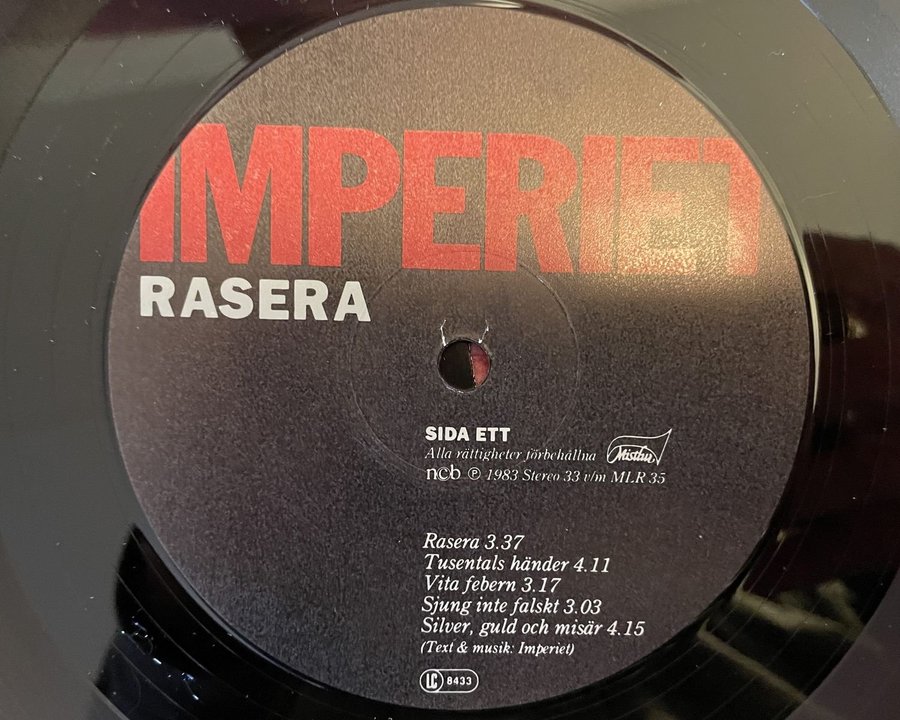 IMPERIET
RASERA
SIDA ETT
Alla rättigheter förbehållna Mistlur
ncb ℗ 1983 Stereo 33 v/m MLR 35
Rasera 3.37
Tusentals händer 4.11
Vita febern 3.17
Sjung inte falskt 3.03
Silver, guld och misär 4.15
(Text & musik: Imperiet)
LC 8433